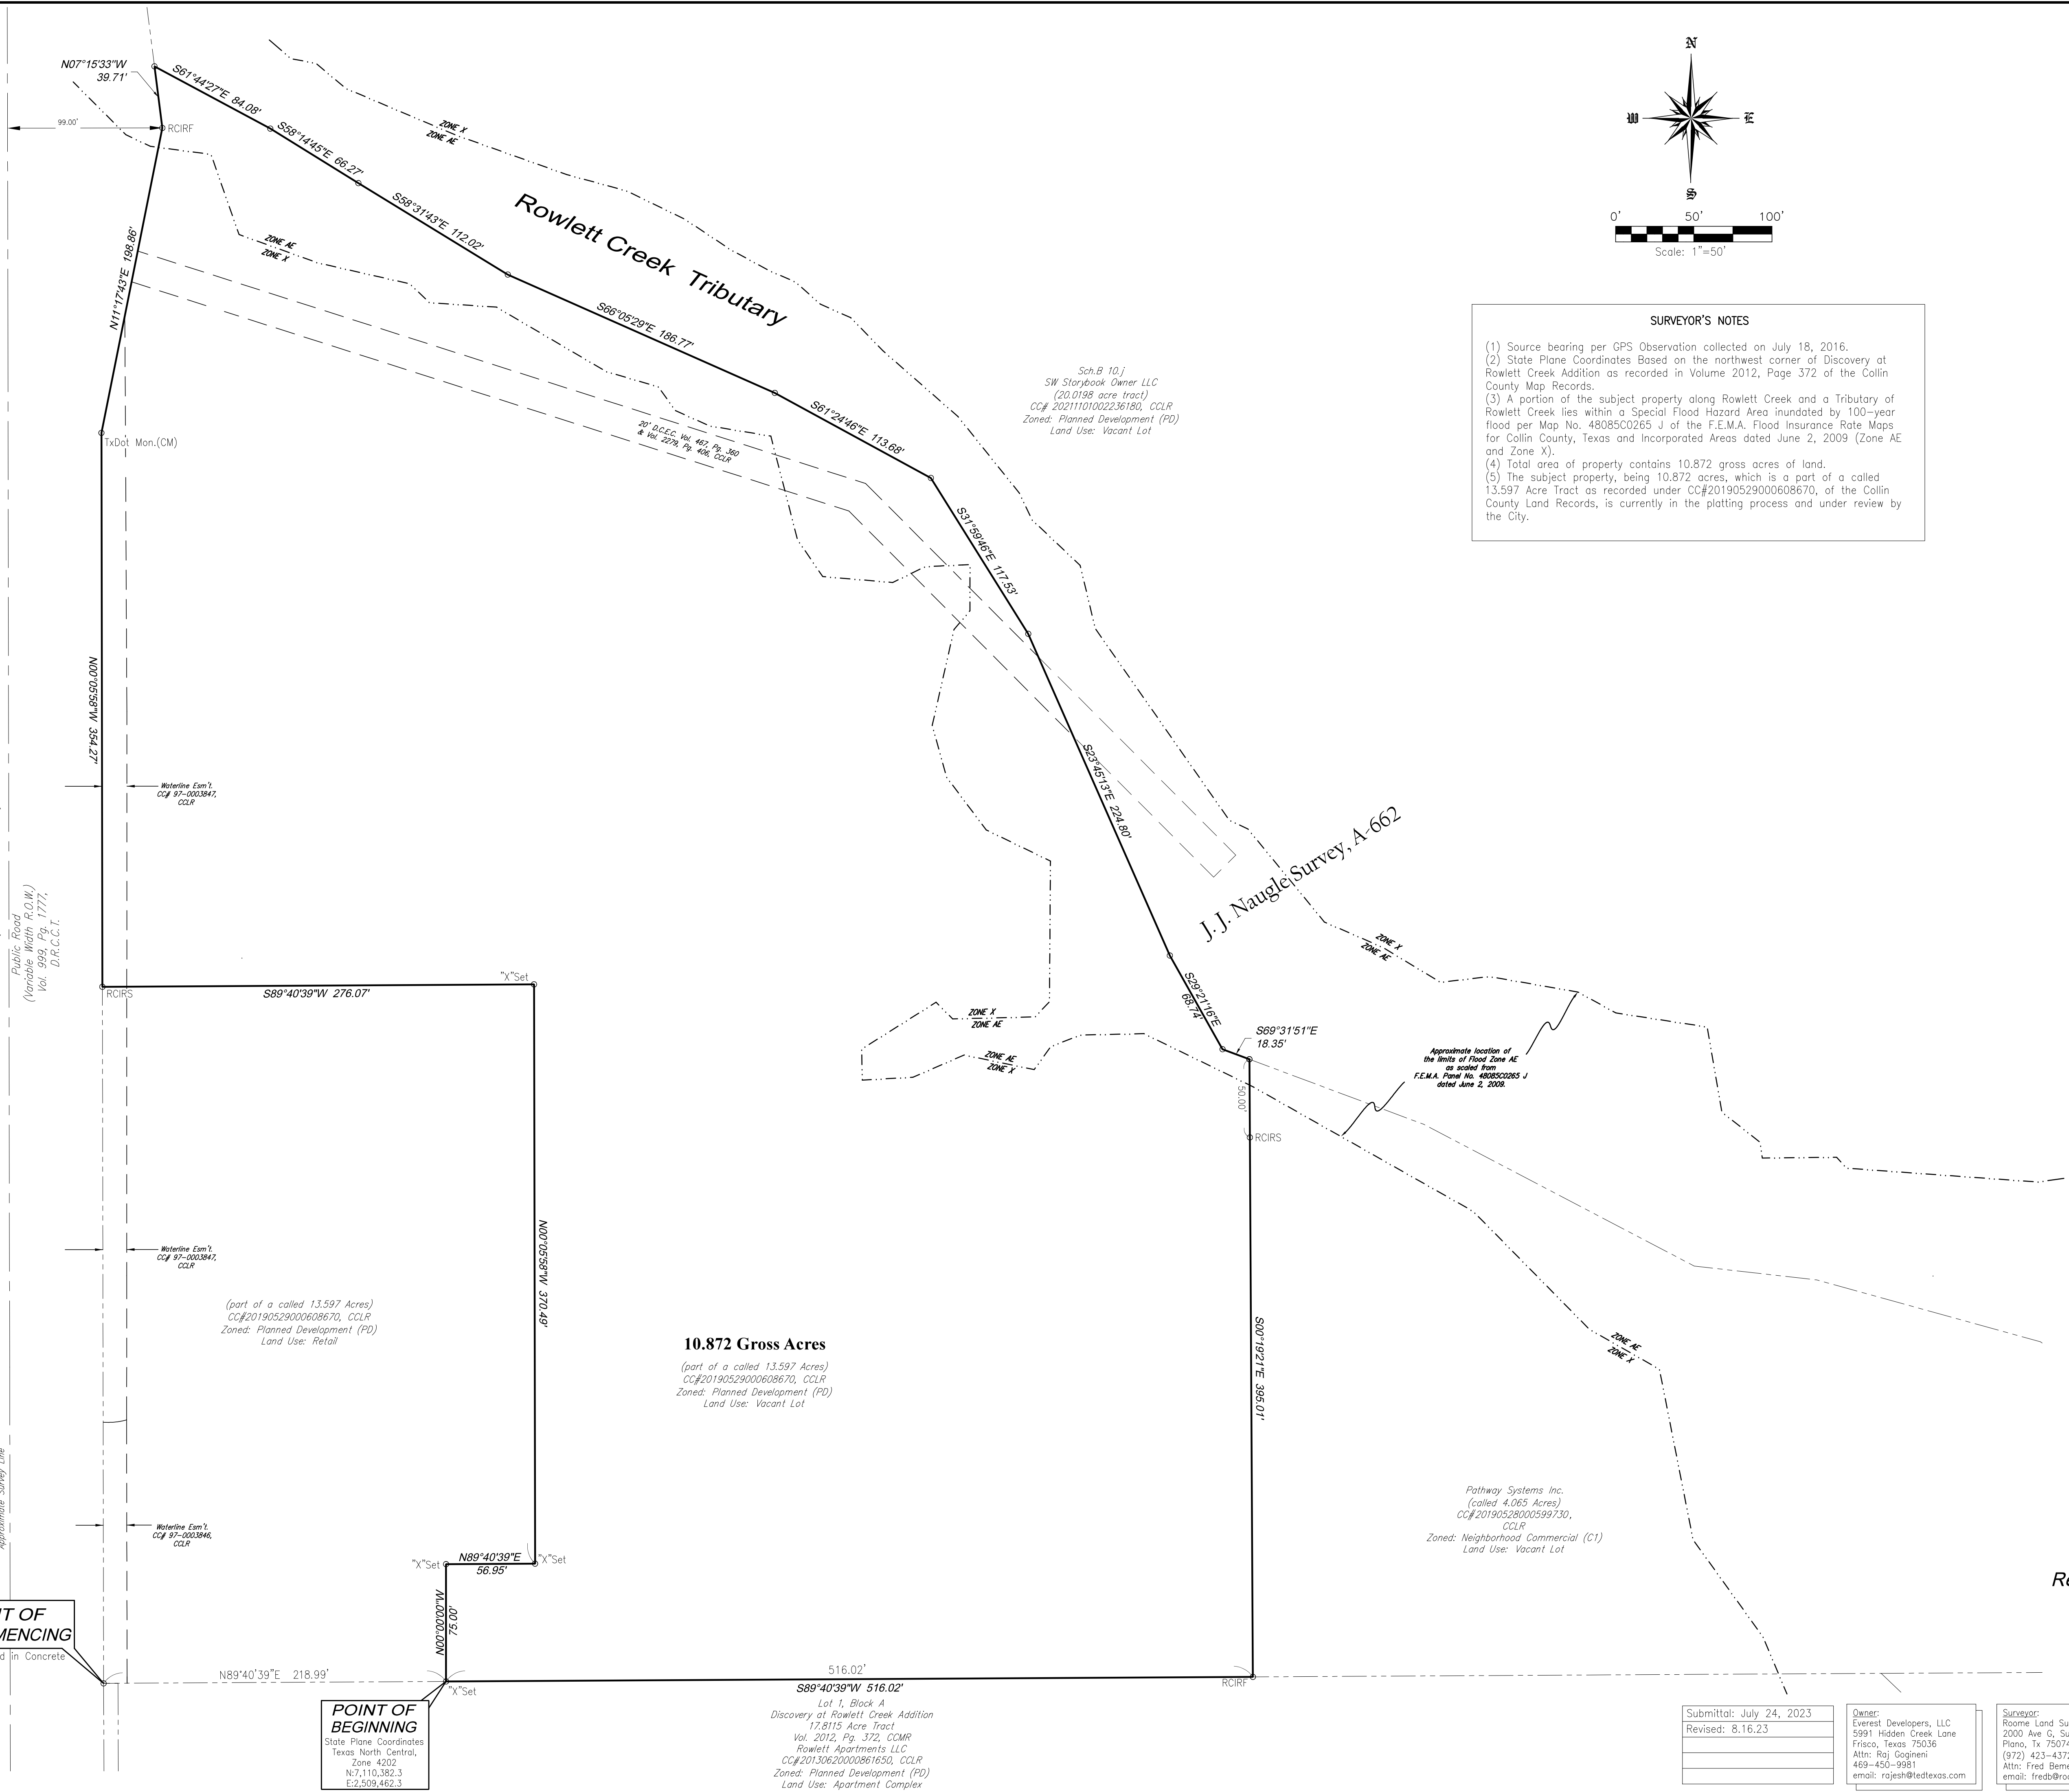 N07°15'33"W
39.71'
S61°44'27"E 84.08'
99.00'
RCIRF
S58°14'45"E 66.27'
S58°31'43"E 112.02'
ZONE X
ZONE AE
Rowlett Creek Tributary
ZONE AE
ZONE X
N11°17'43"E 198.86'
S66°05'29"E 186.77'
S61°24'46"E 113.68'
20' D.C.E.C. Vol. 467, Pg. 360
& Vol. 2279, Pg. 406, CCLR
TxDot Mon.(CM)
S31°59'46"E 117.53'
Sch.B 10.j
SW Storybook Owner LLC
(20.0198 acre tract)
CC# 20211101002236180, CCLR
Zoned: Planned Development (PD)
Land Use: Vacant Lot
N
W
E
S
0'
50'
100'
Scale: 1"=50'
SURVEYOR'S NOTES
(1) Source bearing per GPS Observation collected on July 18, 2016.
(2) State Plane Coordinates Based on the northwest corner of Discovery at
Rowlett Creek Addition as recorded in Volume 2012, Page 372 of the Collin
County Map Records.
(3) A portion of the subject property along Rowlett Creek and a Tributary of
Rowlett Creek lies within a Special Flood Hazard Area inundated by 100-year
flood per Map No. 48085C0265 J of the F.E.M.A. Flood Insurance Rate Maps
for Collin County, Texas and Incorporated Areas dated June 2, 2009 (Zone AE
and Zone X).
(4) Total area of property contains 10.872 gross acres of land.
(5) The subject property, being 10.872 acres, which is a part of a called
13.597 Acre Tract as recorded under CC#20190529000608670, of the Collin
County Land Records, is currently in the platting process and under review by
the City.
N00°05'58"W 354.27'
Waterline Esm't.
CC# 97-0003847,
CCLR
S23°45'13"E 224.80'
J. J. Naugle Survey, A-662
Public Road
(Variable Width R.O.W.)
Vol. 999, Pg. 1777,
D.R.C.C.T.
RCIRS
S89°40'39"W 276.07'
"X"Set
ZONE X
ZONE AE
ZONE AE
ZONE X
S29°21'16"E
68.74'
S69°31'51"E
18.35'
50.00'
RCIRS
ZONE X
ZONE AE
Approximate location of
the limits of Flood Zone AE
as scaled from
F.E.M.A. Panel No. 48085C0265 J
dated June 2, 2009.
Waterline Esm't.
CC# 97-0003847,
CCLR
(part of a called 13.597 Acres)
CC#20190529000608670, CCLR
Zoned: Planned Development (PD)
Land Use: Retail
N00°05'58"W 370.49'
10.872 Gross Acres
(part of a called 13.597 Acres)
CC#20190529000608670, CCLR
Zoned: Planned Development (PD)
Land Use: Vacant Lot
S00°19'21"E 395.01'
ZONE AE
ZONE X
Approximate Survey Line
Waterline Esm't.
CC# 97-0003846,
CCLR
Pathway Systems Inc.
(called 4.065 Acres)
CC#20190528000599730,
CCLR
Zoned: Neighborhood Commercial (C1)
Land Use: Vacant Lot
"X"Set
N89°40'39"E
56.95'
"X"Set
N00°00'00"W
75.00'
T OF
MENCING
d in Concrete
N89°40'39"E 218.99'
"X"Set
516.02'
S89°40'39"W 516.02'
RCIRF
POINT OF
BEGINNING
State Plane Coordinates
Texas North Central,
Zone 4202
N:7,110,382.3
E:2,509,462.3
Lot 1, Block A
Discovery at Rowlett Creek Addition
17.8115 Acre Tract
Vol. 2012, Pg. 372, CCMR
Rowlett Apartments LLC
CC#20130620000861650, CCLR
Zoned: Planned Development (PD)
Land Use: Apartment Complex
Re
Submittal: July 24, 2023
Revised: 8.16.23
Owner:
Everest Developers, LLC
5991 Hidden Creek Lane
Frisco, Texas 75036
Attn: Raj Gogineni
469-450-9981
email: rajesh@tedtexas.com
Surveyor:
Roome Land Su
2000 Ave G, Su
Plano, Tx 75074
(972) 423-4372
Attn: Fred Beme
email: fredb@roo